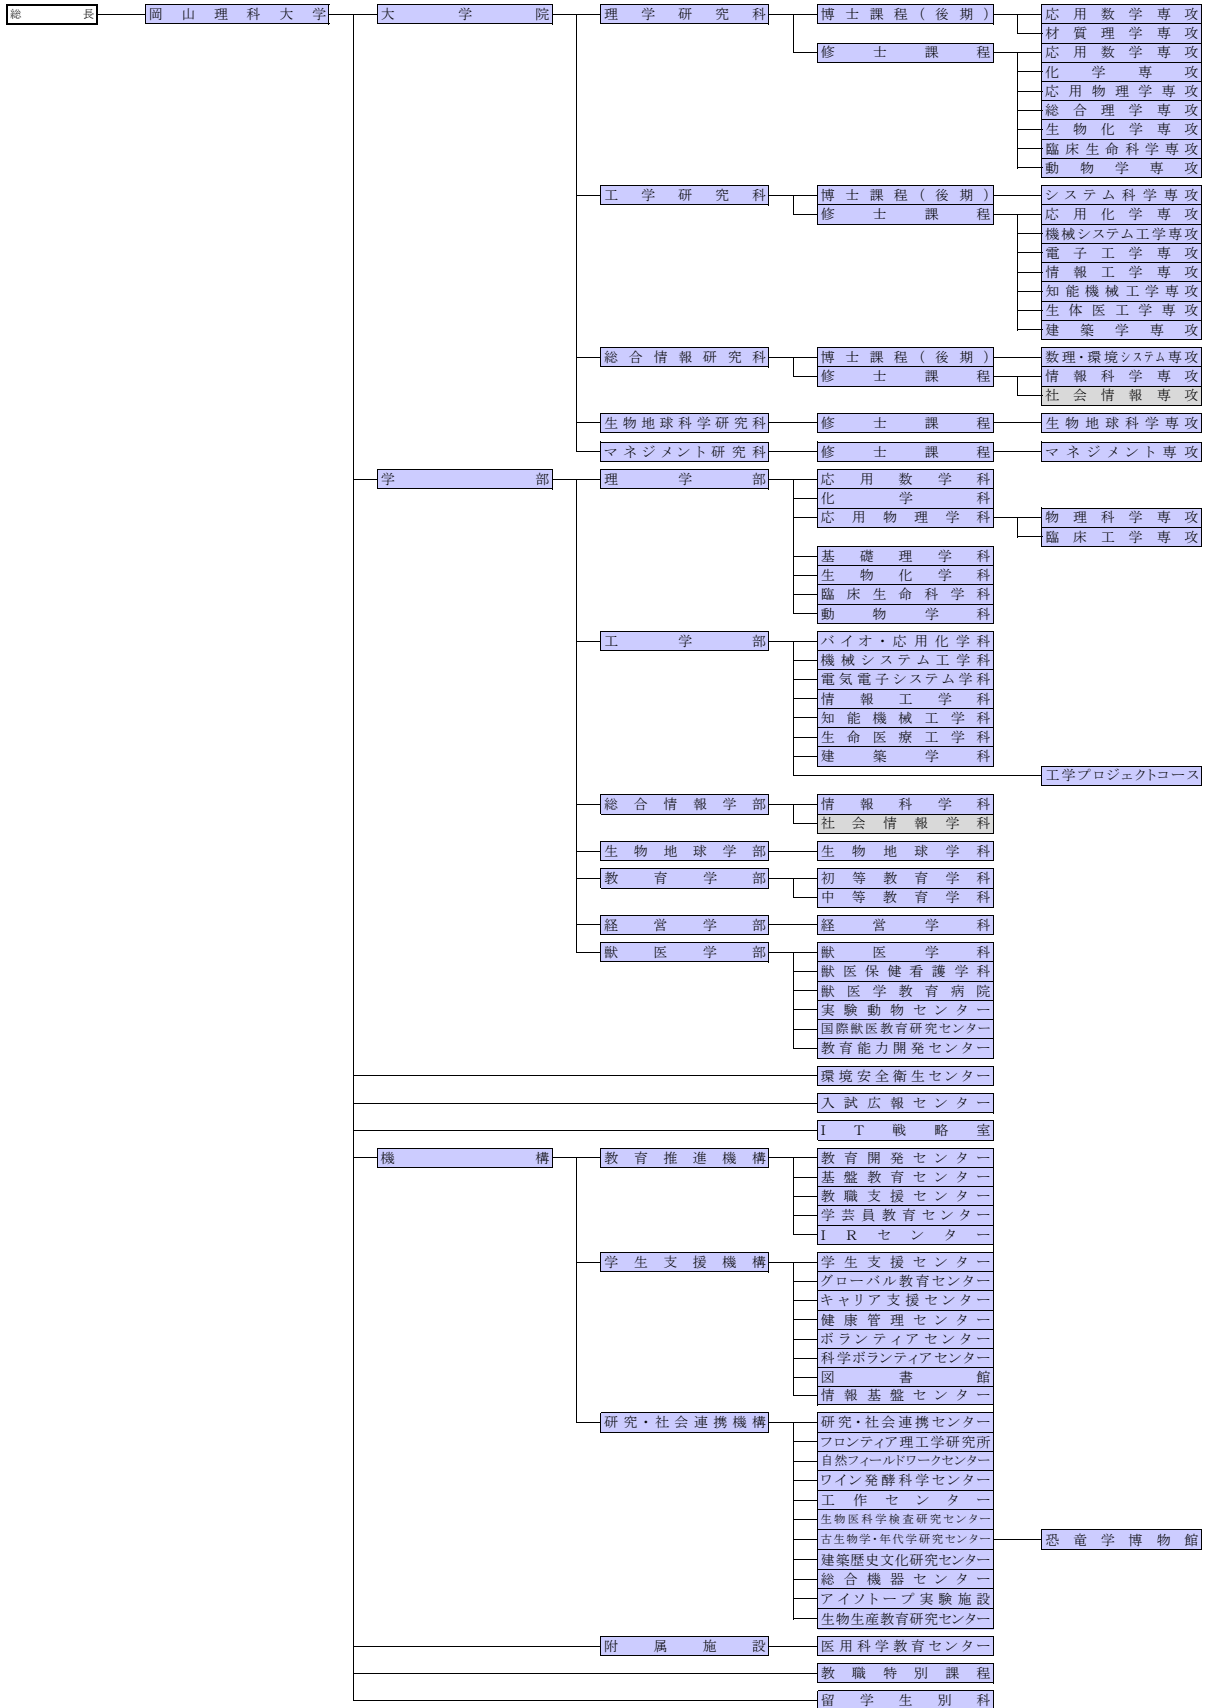 総長
岡山理科大学
大学院
理学研究科
博士課程(後期)
応用数学専攻
材質理学専攻
修士課程
応用数学専攻
化学専攻
応用物理学専攻
総合理学専攻
生物化学専攻
臨床生命科学専攻
動物学専攻
工学研究科
博士課程(後期)
システム科学専攻
修士課程
応用化学専攻
機械システム工学専攻
電子工学専攻
情報工学専攻
知能機械工学専攻
生体医工学専攻
建築学専攻
総合情報研究科
博士課程(後期)
数理・環境システム専攻
修士課程
情報科学専攻
社会情報専攻
生物地球科学研究科
修士課程
生物地球科学専攻
マネジメント研究科
修士課程
マネジメント専攻
学部
理学部
応用数学科
化学科
応用物理学科
物理科学専攻
臨床工学専攻
基礎理学科
生物化学科
臨床生命科学科
動物学科
工学部
バイオ・応用化学科
機械システム工学科
電気電子システム学科
情報工学科
知能機械工学科
生命医療工学科
建築学科
工学プロジェクトコース
総合情報学部
情報科学科
社会情報学科
生物地球学部
生物地球学科
教育学部
初等教育学科
中等教育学科
経営学部
経営学科
獣医学部
獣医学科
獣医保健看護学科
獣医学教育病院
実験動物センター
国際獣医教育研究センター
教育能力開発センター
環境安全衛生センター
入試広報センター
IT戦略室
機構
教育推進機構
教育開発センター
基盤教育センター
教職支援センター
学芸員教育センター
IRセンター
学生支援機構
学生支援センター
グローバル教育センター
キャリア支援センター
健康管理センター
ボランティアセンター
科学ボランティアセンター
図書館
情報基盤センター
研究・社会連携機構
研究・社会連携センター
フロンティア理工学研究所
自然フィールドワークセンター
ワイン発酵科学センター
工作センター
生物医科学検査研究センター
古生物学・年代学研究センター
恐竜学博物館
建築歴史文化研究センター
総合機器センター
アイソトープ実験施設
生物生産教育研究センター
附属施設
医用科学教育センター
教職特別課程
留学生別科